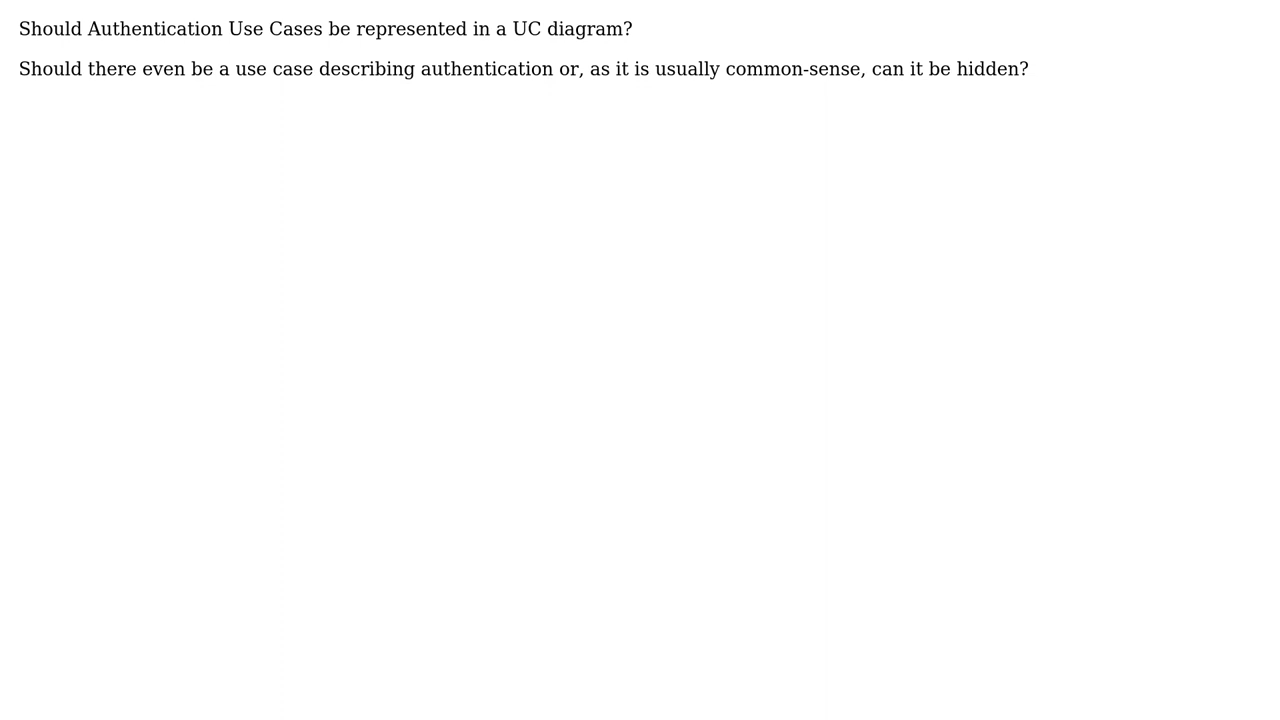 Should Authentication Use Cases be represented in a UC diagram?
Should there even be a use case describing authentication or, as it is usually common-sense, can it be hidden?